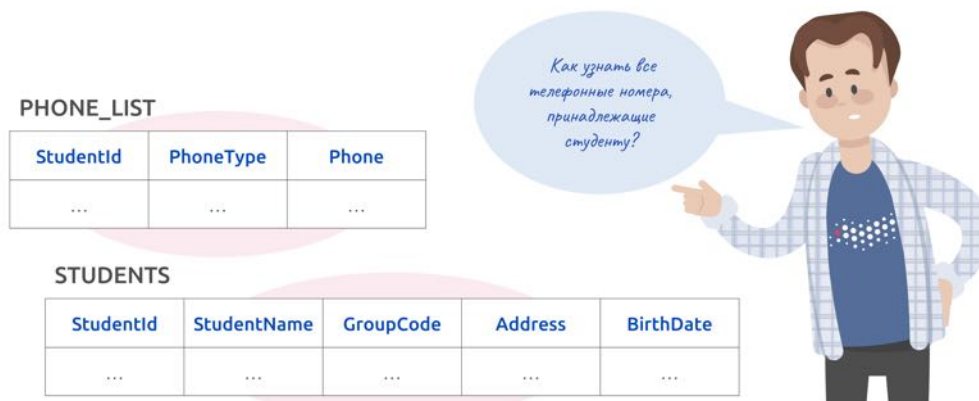 Как узнать все
телефонные номера,
принадлежащие
студенту?
PHONE_LIST
StudentId PhoneType Phone
... ... ...
STUDENTS
StudentId StudentName GroupCode Address BirthDate
... ... ... ... ...